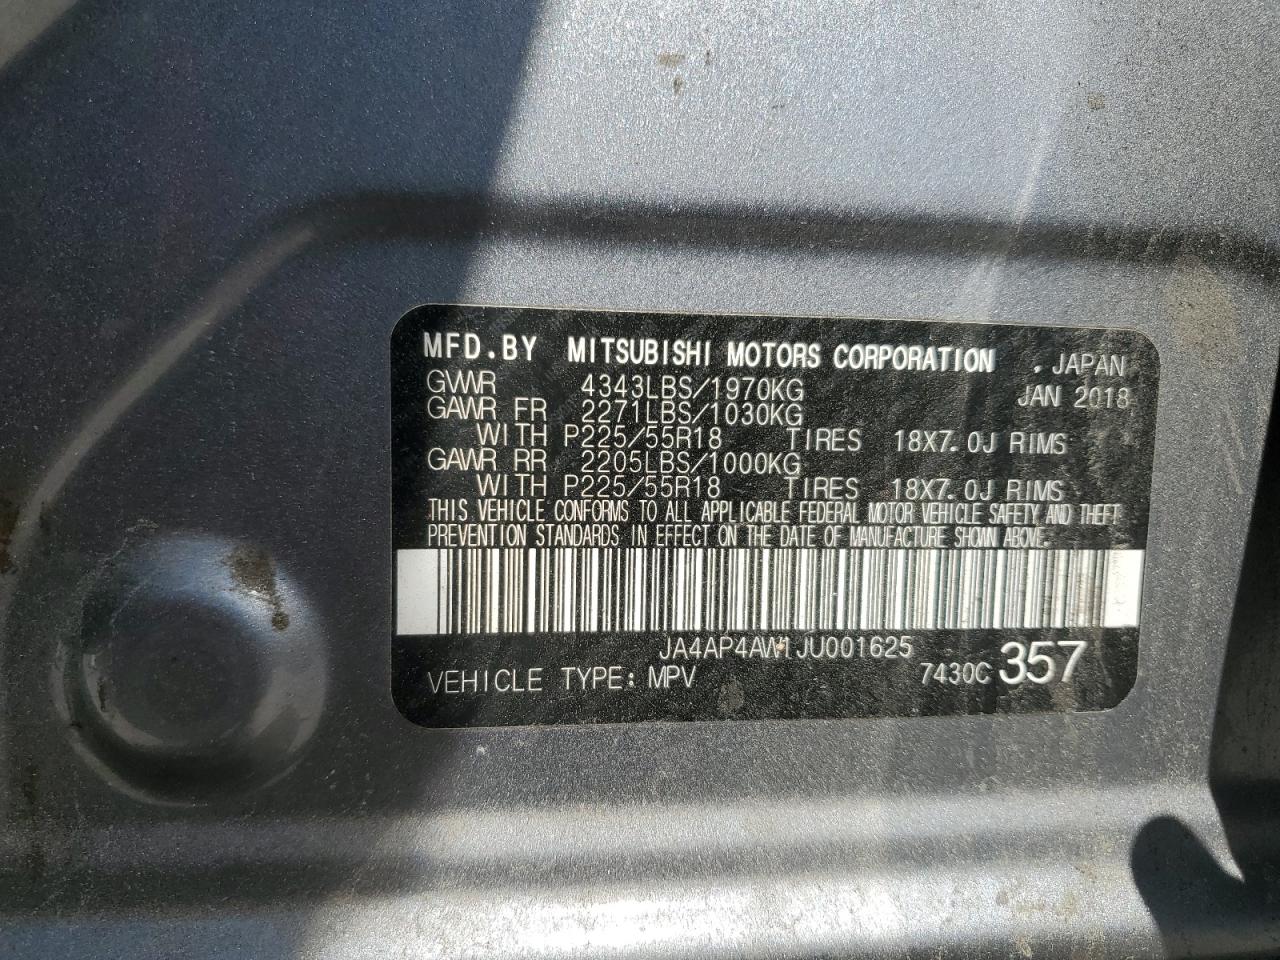 MFD.BY MITSUBISHI MOTORS CORPORATION . JAPAN
GVWR 4343LBS/1970KG JAN 2018
GAWR FR 2271LBS/1030KG
WITH P225/55R18 TIRES 18X7.0J RIMS
GAWR RR 2205LBS/1000KG
WITH P225/55R18 TIRES 18X7.0J RIMS
THIS VEHICLE CONFORMS TO ALL APPLICABLE FEDERAL MOTOR VEHICLE SAFETY AND THEFT
PREVENTION STANDARDS IN EFFECT ON THE DATE OF MANUFACTURE SHOWN ABOVE.
JA4AP4AW1JU001625
VEHICLE TYPE: MPV 7430C 357